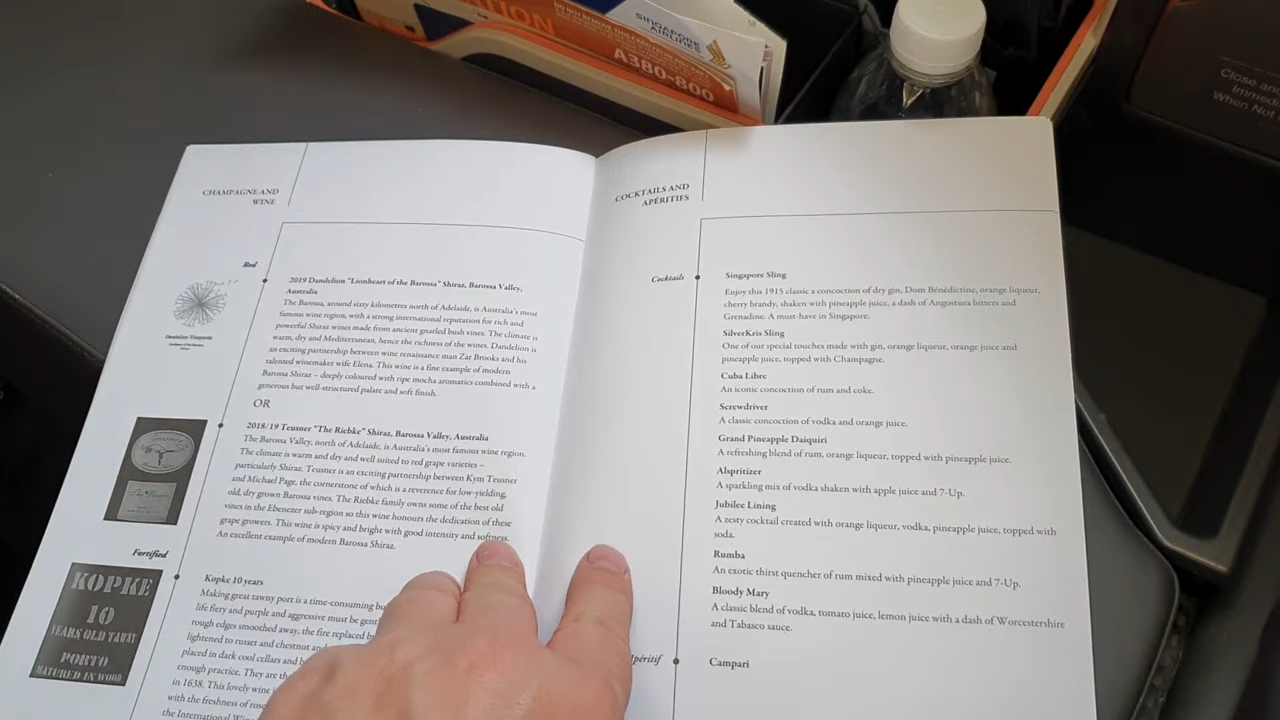 SINGAPORE
AIRLINES
A380-800
Close and
When Not
CHAMPAGNE AND
WINE
Red
2019 Dandelion "Lionheart of the Barossa" Shiraz, Barossa Valley,
Australia
The Barossa, around sixty kilometres north of Adelaide, is Australia's most
famous wine region, with a strong international reputation for rich and
powerful Shiraz wines made from ancient gnarled bush vines. The climate is
warm, dry and Mediterranean, hence the richness of the wines. Dandelion is
an exciting partnership between wine renaissance man Zar Brooks and his
talented winemaker wife Elena. This wine is a fine example of modern
Barossa Shiraz – deeply coloured with ripe mocha aromatics combined with a
generous but well-structured palate and soft finish.
Dandelion Vineyards
OR
2018/19 Teusner "The Riebke" Shiraz, Barossa Valley, Australia
The Barossa Valley, north of Adelaide, is Australia's most famous wine region.
The climate is warm and dry and well suited to red grape varieties –
particularly Shiraz. Teusner is an exciting partnership between Kym Teusner
and Michael Page, the cornerstone of which is a reverence for low-yielding,
old, dry grown Barossa vines. The Riebke family owns some of the best old
vines in the Ebenezer sub-region so this wine honours the dedication of these
grape growers. This wine is spicy and bright with good intensity and softness.
An excellent example of modern Barossa Shiraz.
Fortified
KOPKE
10
YEARS OLD TAWNY
PORTO
MATURED IN WOOD
Kopke 10 years
Making great tawny port is a time-consuming
life fiery and purple and aggressive must be
rough edges smoothed away, the fire replaced
lightened to russet and chestnut
placed in dark cool cellars and
enough practice. They are
in 1638. This lovely wine
with the freshness of
the International
COCKTAILS AND
APÉRITIFS
Cocktails
Singapore Sling
Enjoy this 1915 classic a concoction of dry gin, Dom Bénédictine, orange liqueur,
cherry brandy, shaken with pineapple juice, a dash of Angostura bitters and
Grenadine. A must-have in Singapore.
SilverKris Sling
One of our special touches made with gin, orange liqueur, orange juice and
pineapple juice, topped with Champagne.
Cuba Libre
An iconic concoction of rum and coke.
Screwdriver
A classic concoction of vodka and orange juice.
Grand Pineapple Daiquiri
A refreshing blend of rum, orange liqueur, topped with pineapple juice.
Alspritizer
A sparkling mix of vodka shaken with apple juice and 7-Up.
Jubilee Lining
A zesty cocktail created with orange liqueur, vodka, pineapple juice, topped with
soda.
Rumba
An exotic thirst quencher of rum mixed with pineapple juice and 7-Up.
Bloody Mary
A classic blend of vodka, tomato juice, lemon juice with a dash of Worcestershire
and Tabasco sauce.
Campari